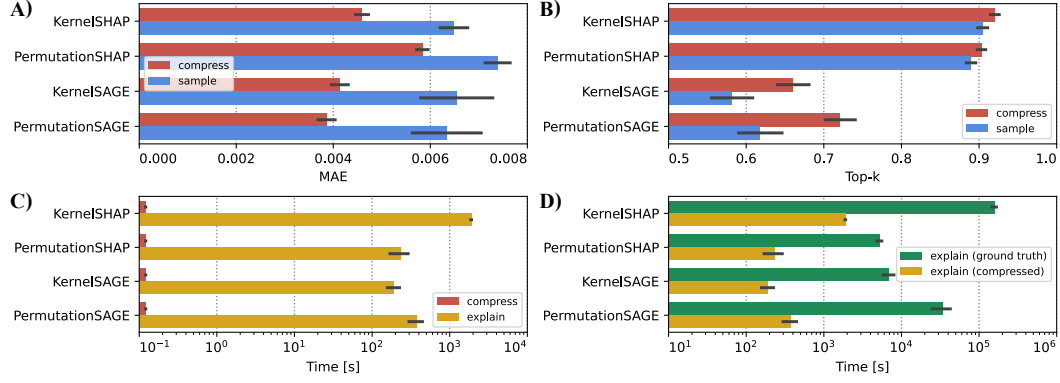 A)
KernelSHAP
PermutationSHAP
KernelSAGE
PermutationSAGE
compress
sample
0.000 0.002 0.004 0.006 0.008
MAE
B)
KernelSHAP
PermutationSHAP
KernelSAGE
PermutationSAGE
compress
sample
0.5 0.6 0.7 0.8 0.9 1.0
Top-k
C)
KernelSHAP
PermutationSHAP
KernelSAGE
PermutationSAGE
compress
explain
10⁻¹ 10⁰ 10¹ 10² 10³ 10⁴
Time [s]
D)
KernelSHAP
PermutationSHAP
KernelSAGE
PermutationSAGE
explain (ground truth)
explain (compressed)
10¹ 10² 10³ 10⁴ 10⁵ 10⁶
Time [s]